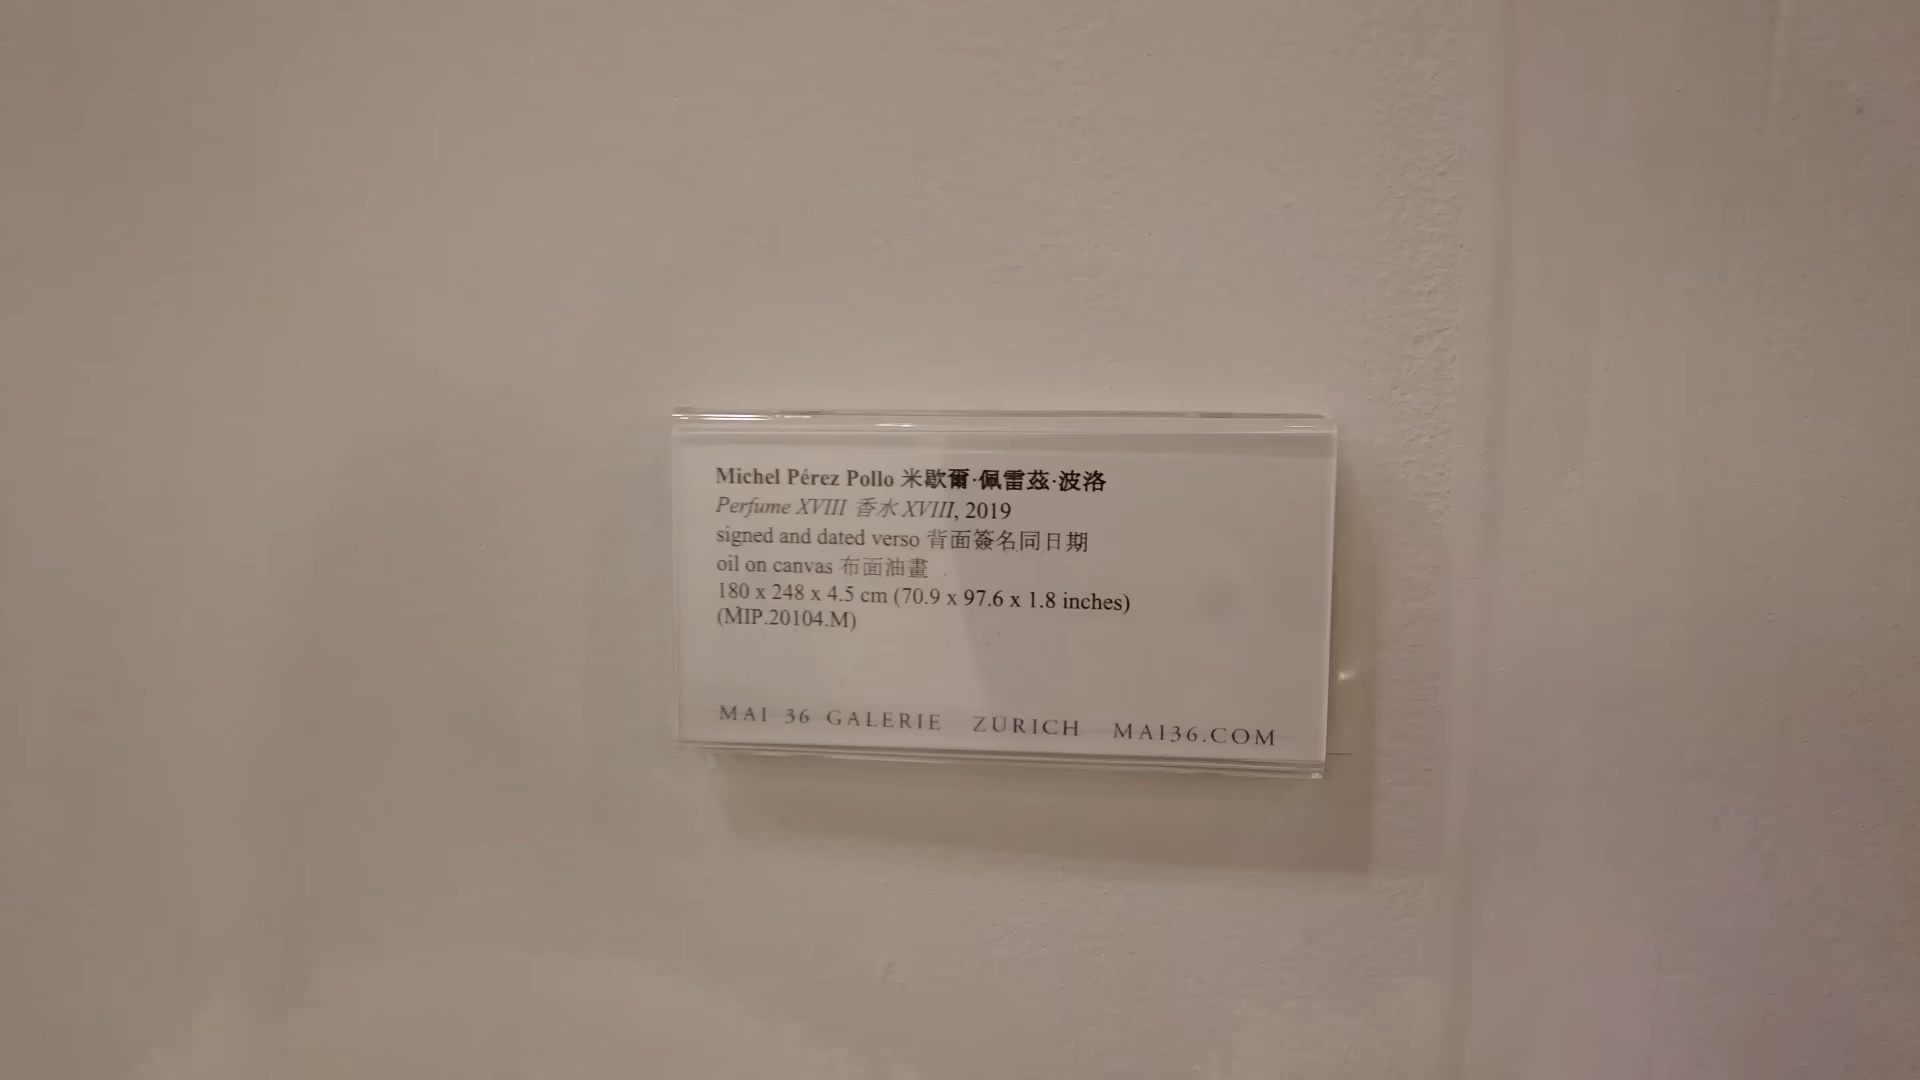 Michel Pérez Pollo 米歇爾·佩雷茲·波洛
Perfume XVIII 香水 XVIII, 2019
signed and dated verso 背面簽名同日期
oil on canvas 布面油畫
180 x 248 x 4.5 cm (70.9 x 97.6 x 1.8 inches)
(MIP.20104.M)
MAI 36 GALERIE ZURICH MAI36.COM